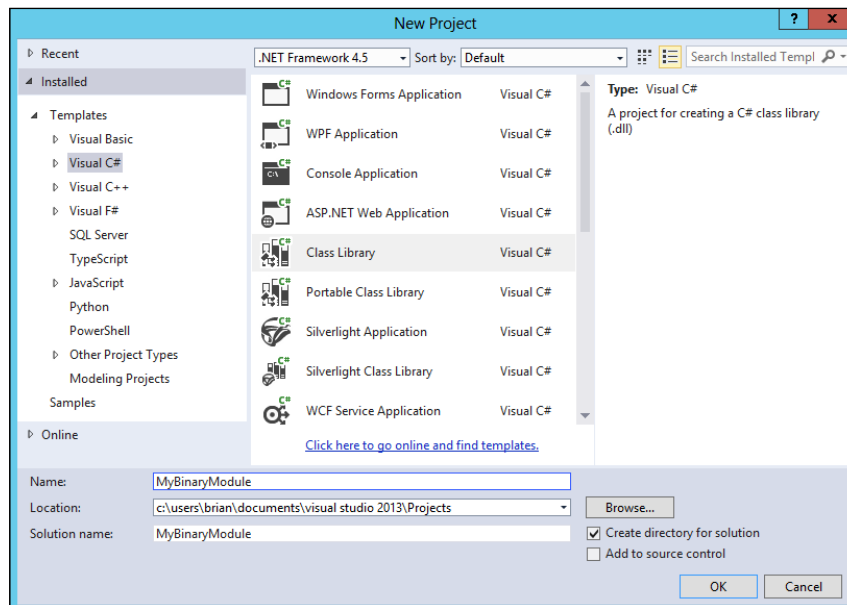 New Project
? x
Recent
.NET Framework 4.5 Sort by: Default Search Installed Templ
Installed
Templates
Visual Basic
Visual C#
Visual C++
Visual F#
SQL Server
TypeScript
JavaScript
Python
PowerShell
Other Project Types
Modeling Projects
Samples
Online
Windows Forms Application Visual C#
WPF Application Visual C#
Console Application Visual C#
ASP.NET Web Application Visual C#
Class Library Visual C#
Portable Class Library Visual C#
Silverlight Application Visual C#
Silverlight Class Library Visual C#
WCF Service Application Visual C#
Click here to go online and find templates.
Type: Visual C#
A project for creating a C# class library
(.dll)
Name: MyBinaryModule
Location: c:\users\brian\documents\visual studio 2013\Projects Browse...
Solution name: MyBinaryModule
Create directory for solution
Add to source control
OK Cancel